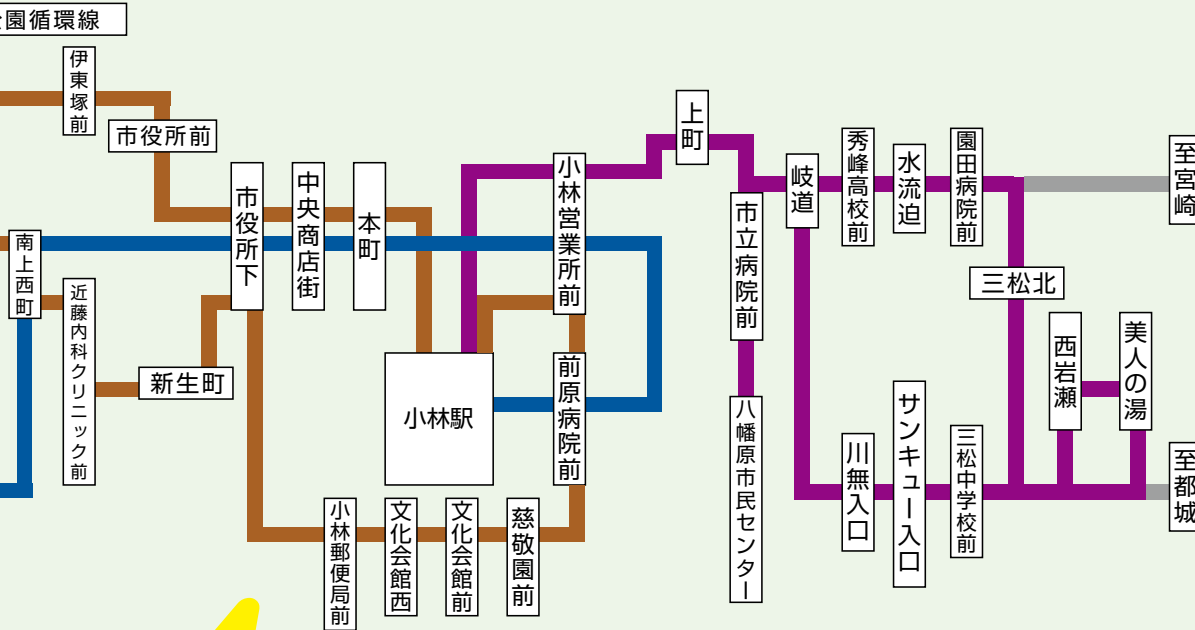 園循環線
伊東塚前
市役所前
市役所下
中央商店街
本町
南上西町
近藤内科クリニック前
新生町
小林駅
小林営業所前
前原病院前
小林郵便局前
文化会館西
文化会館前
慈敬園前
上町
市立病院前
八幡原市民センター
岐道
秀峰高校前
水流迫
園田病院前
至宮崎
三松北
西岩瀬
美人の湯
川無入口
サンキュー入口
三松中学校前
至都城